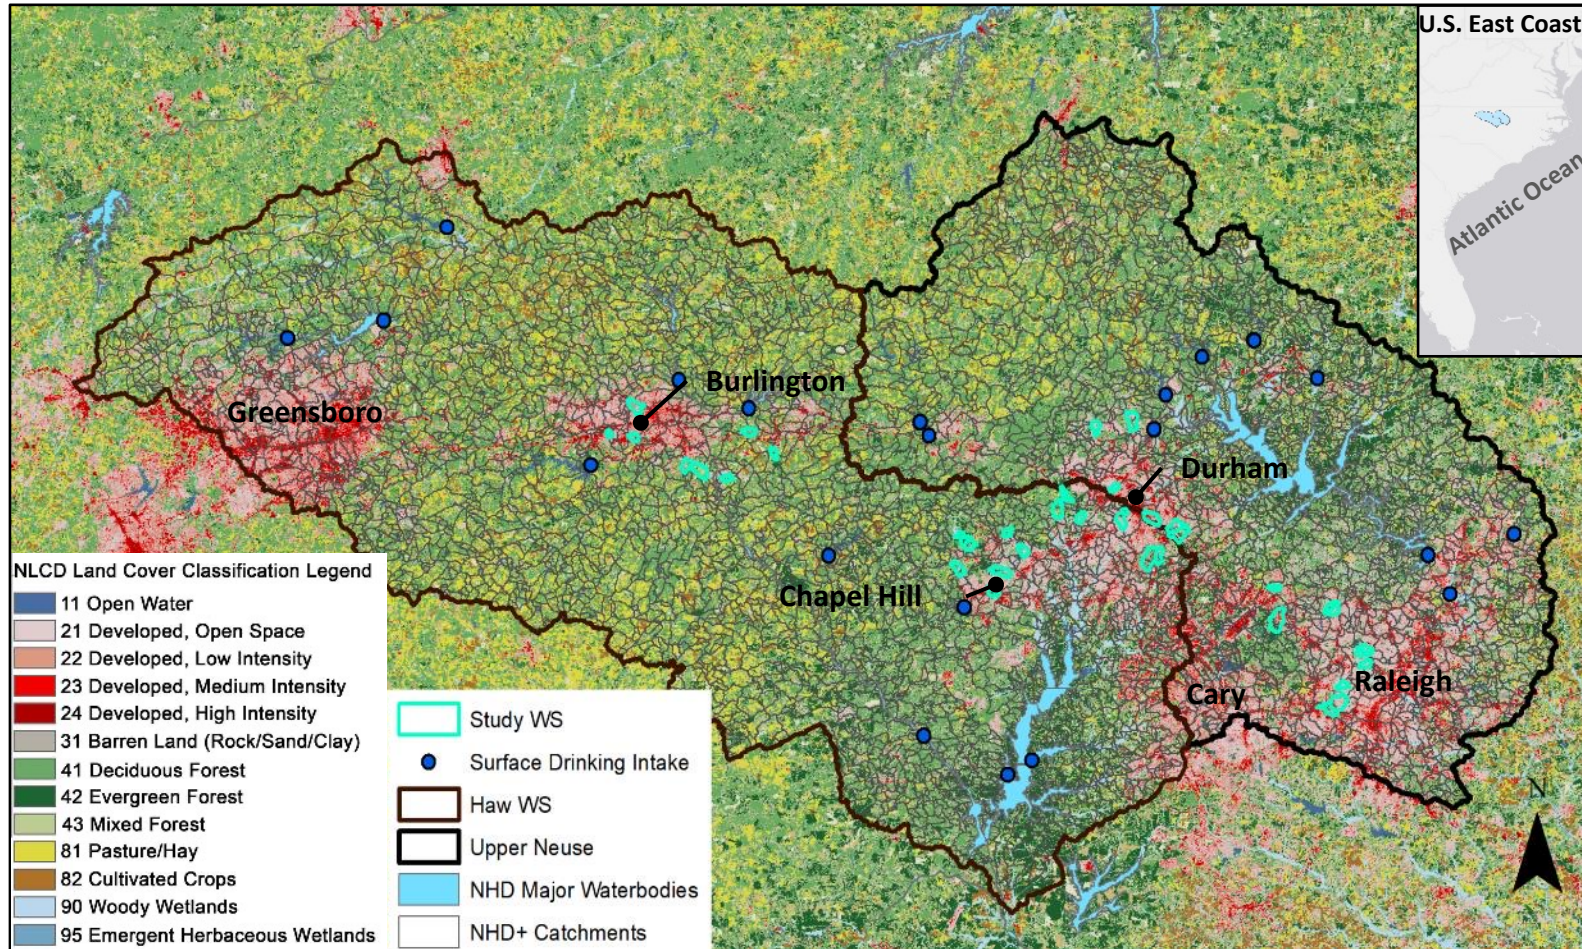 U.S. East Coast
Atlantic Ocean
Burlington
Greensboro
Durham
Chapel Hill
Cary
Raleigh
N
NLCD Land Cover Classification Legend
11 Open Water
21 Developed, Open Space
22 Developed, Low Intensity
23 Developed, Medium Intensity
24 Developed, High Intensity
31 Barren Land (Rock/Sand/Clay)
41 Deciduous Forest
42 Evergreen Forest
43 Mixed Forest
81 Pasture/Hay
82 Cultivated Crops
90 Woody Wetlands
95 Emergent Herbaceous Wetlands
Study WS
Surface Drinking Intake
Haw WS
Upper Neuse
NHD Major Waterbodies
NHD+ Catchments